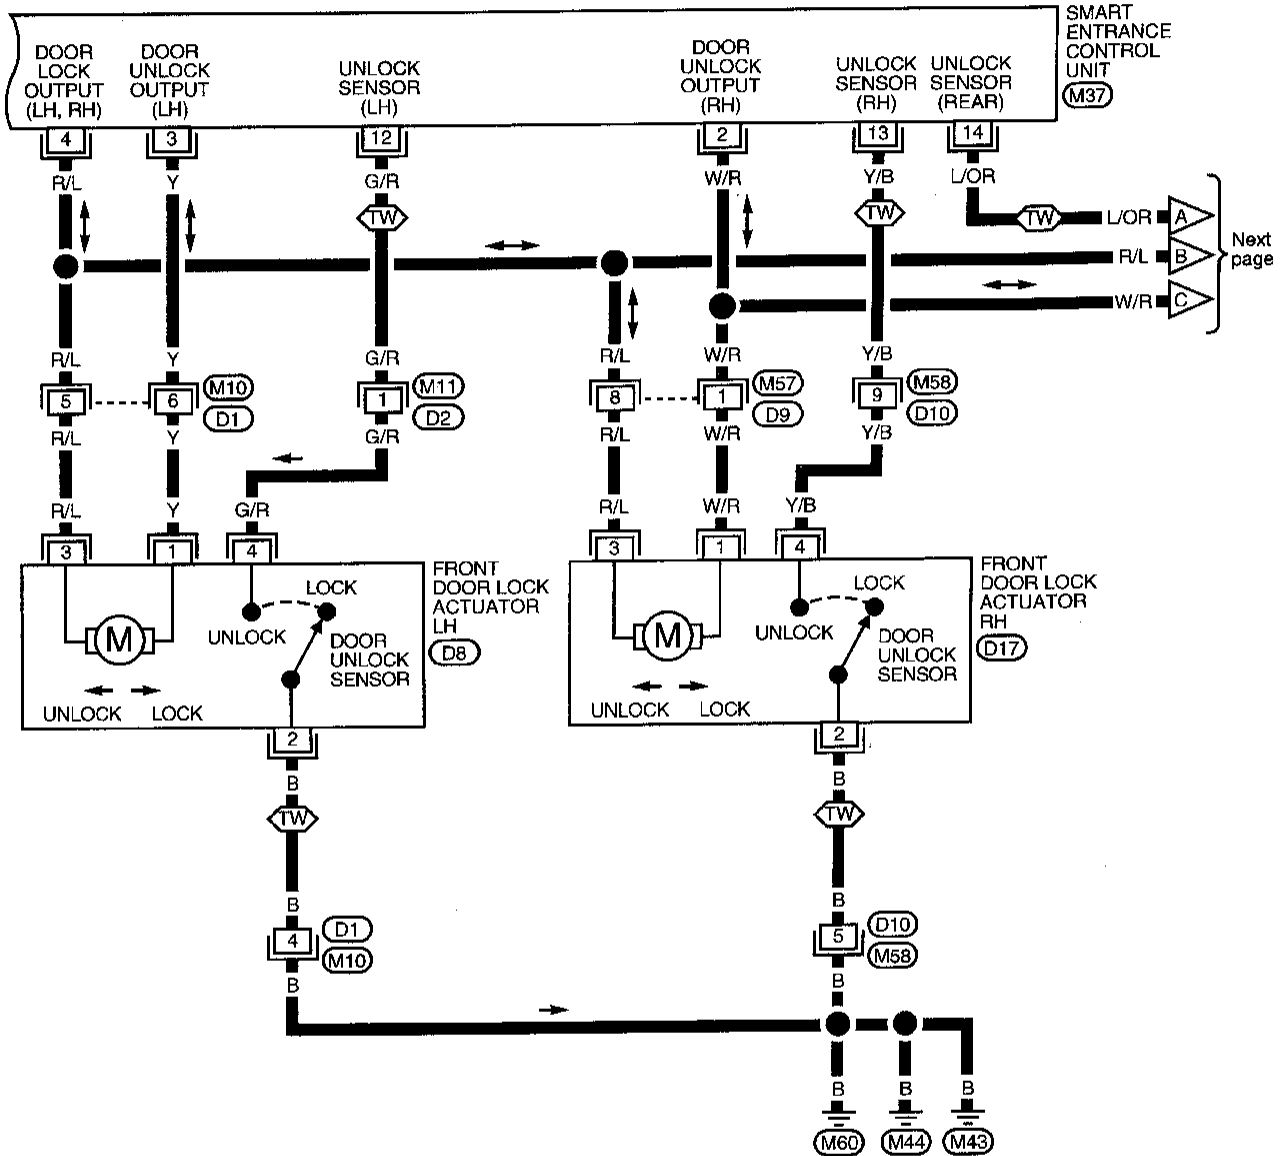 SMART
ENTRANCE
CONTROL
UNIT
M37
DOOR
LOCK
OUTPUT
(LH, RH)
DOOR
UNLOCK
OUTPUT
(LH)
UNLOCK
SENSOR
(LH)
DOOR
UNLOCK
OUTPUT
(RH)
UNLOCK
SENSOR
(RH)
UNLOCK
SENSOR
(REAR)
4 3 12 2 13 14
R/L Y G/R W/R Y/B L/OR
TW TW TW L/OR A
R/L B
W/R C
Next
page
R/L Y G/R R/L W/R Y/B
5 6 M10 D1 1 M11 D2 8 1 M57 D9 9 M58 D10
R/L Y G/R R/L W/R Y/B
R/L Y G/R R/L W/R Y/B
3 1 4 3 1 4
FRONT
DOOR LOCK
ACTUATOR
LH
D8
LOCK
UNLOCK
DOOR
UNLOCK
SENSOR
M
UNLOCK LOCK
2
FRONT
DOOR LOCK
ACTUATOR
RH
D17
LOCK
UNLOCK
DOOR
UNLOCK
SENSOR
M
UNLOCK LOCK
2
B B
TW TW
B B
4 D1 M10 5 D10 M58
B B
B B B
M60 M44 M43